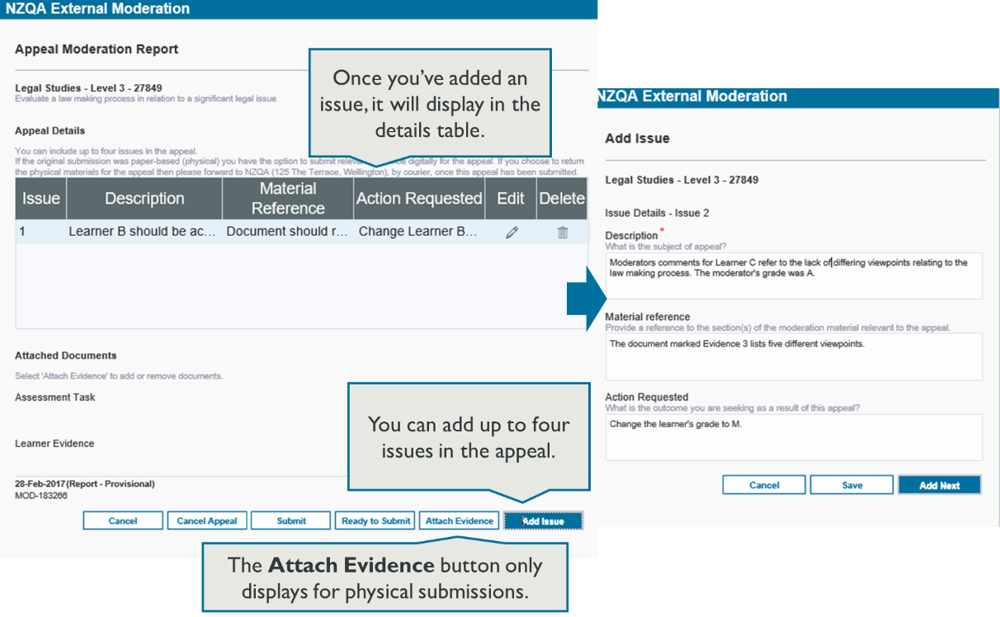 NZQA External Moderation
Appeal Moderation Report
Legal Studies - Level 3 - 27849
Evaluate a law making process in relation to a significant legal issue
Once you've added an
issue, it will display in the
details table.
Appeal Details
You can include up to four issues in the appeal.
If the original submission was paper-based (physical) you have the option to submit digitally for the appeal. If you choose to return
the physical materials for the appeal then please forward to NZQA (125 The Terrace, Wellington), by courier, once this appeal has been submitted.
Issue Description Material Reference Action Requested Edit Delete
1 Learner B should be ac... Document should r... Change Learner B...
Attached Documents
Select 'Attach Evidence' to add or remove documents.
Assessment Task
Learner Evidence
You can add up to four
issues in the appeal.
28-Feb-2017(Report - Provisional)
MOD-183266
Cancel Cancel Appeal Submit Ready to Submit Attach Evidence Add Issue
The Attach Evidence button only
displays for physical submissions.
NZQA External Moderation
Add Issue
Legal Studies - Level 3 - 27849
Issue Details - Issue 2
Description *
What is the subject of appeal?
Moderators comments for Learner C refer to the lack of differing viewpoints relating to the
law making process. The moderator's grade was A.
Material reference
Provide a reference to the section(s) of the moderation material relevant to the appeal.
The document marked Evidence 3 lists five different viewpoints.
Action Requested
What is the outcome you are seeking as a result of this appeal?
Change the learner's grade to M.
Cancel Save Add Next